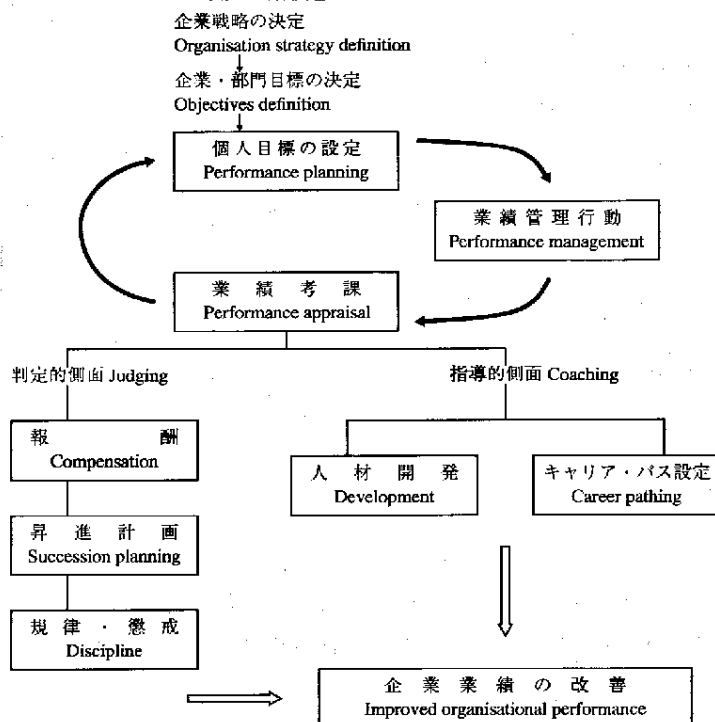 企業戦略の決定
Organisation strategy definition
企業・部門目標の決定
Objectives definition
個人目標の設定
Performance planning
業績管理行動
Performance management
業績考課
Performance appraisal
判定的側面 Judging
指導的側面 Coaching
報酬
Compensation
人材開発
Development
キャリア・パス設定
Career pathing
昇進計画
Succession planning
規律・懲戒
Discipline
企業業績の改善
Improved organisational performance